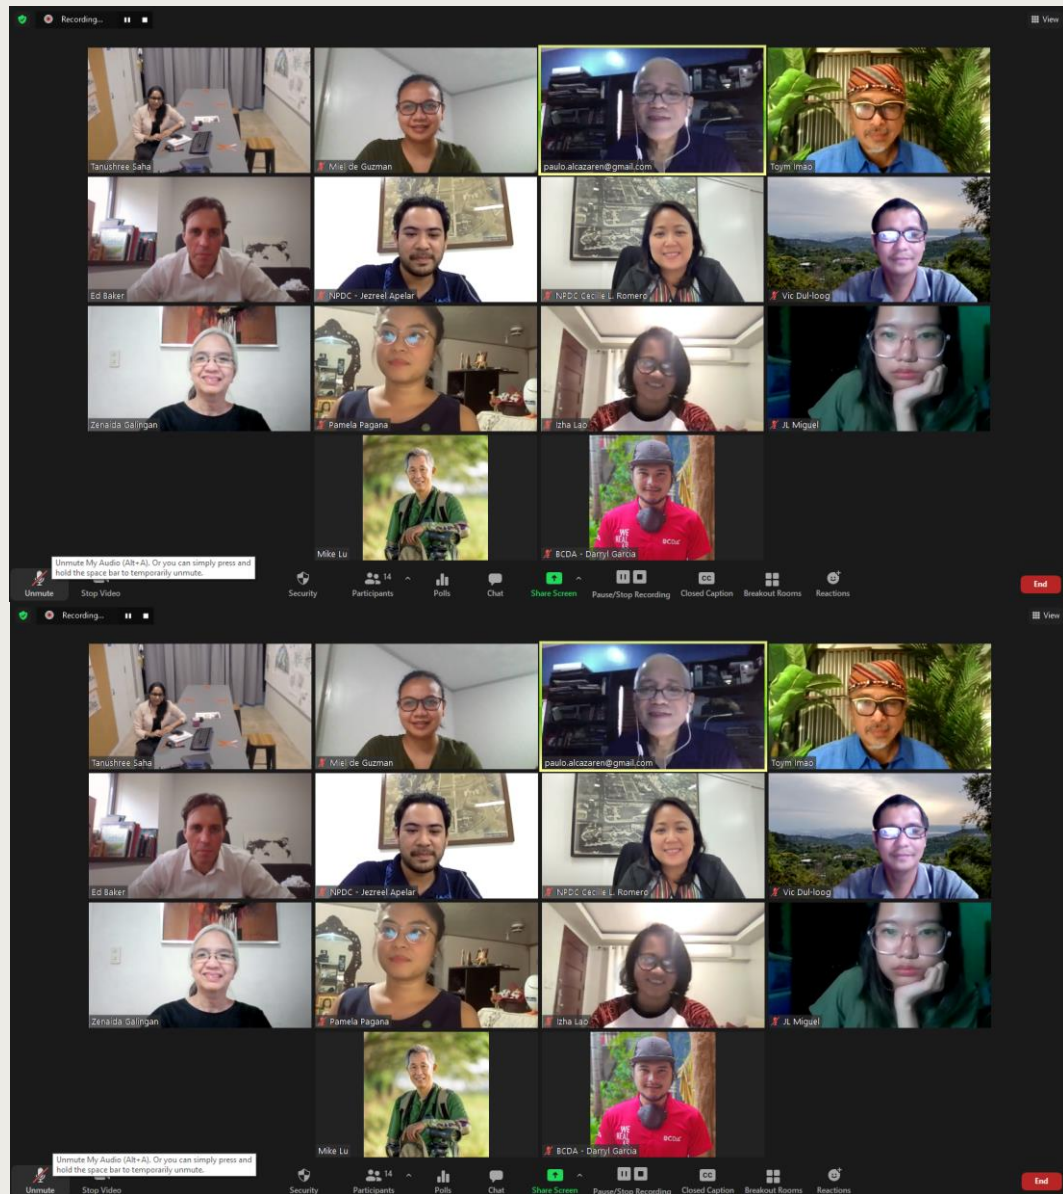 Recording...
View
Tanushree Saha
Miel de Guzman
paulo.alcazaren@gmail.com
Toym Imao
Ed Baker
NPDC - Jezreel Apelar
NPDC Cecille L. Romero
Vic Dul-loog
Zenaida Galingan
Pamela Pagana
Izha Lao
JL Miguel
Mike Lu
BCDA - Darryl Garcia
Unmute My Audio (Alt+A). Or you can simply press and
hold the space bar to temporarily unmute.
Unmute
Stop Video
Security
Participants
14
Polls
Chat
Share Screen
Pause/Stop Recording
CC
Closed Caption
Breakout Rooms
Reactions
End
Recording...
View
Tanushree Saha
Miel de Guzman
paulo.alcazaren@gmail.com
Toym Imao
Ed Baker
NPDC - Jezreel Apelar
NPDC Cecille L. Romero
Vic Dul-loog
Zenaida Galingan
Pamela Pagana
Izha Lao
JL Miguel
Mike Lu
BCDA - Darryl Garcia
Unmute My Audio (Alt+A). Or you can simply press and
hold the space bar to temporarily unmute.
Unmute
Stop Video
Security
Participants
14
Polls
Chat
Share Screen
Pause/Stop Recording
CC
Closed Caption
Breakout Rooms
Reactions
End